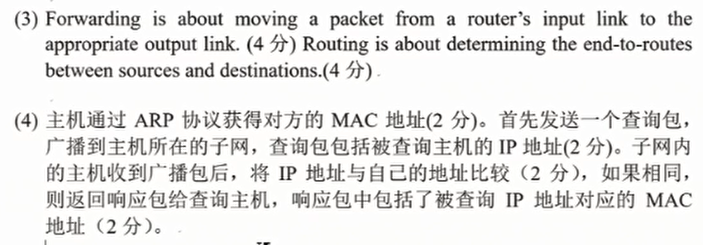 (3) Forwarding is about moving a packet from a router's input link to the
appropriate output link. (4 分) Routing is about determining the end-to-routes
between sources and destinations.(4 分).
(4) 主机通过 ARP 协议获得对方的 MAC 地址(2 分)。首先发送一个查询包，
广播到主机所在的子网，查询包包括被查询主机的 IP 地址(2 分)。子网内
的主机收到广播包后，将 IP 地址与自己的地址比较（2 分），如果相同，
则返回响应包给查询主机，响应包中包括了被查询 IP 地址对应的 MAC
地址（2 分）。